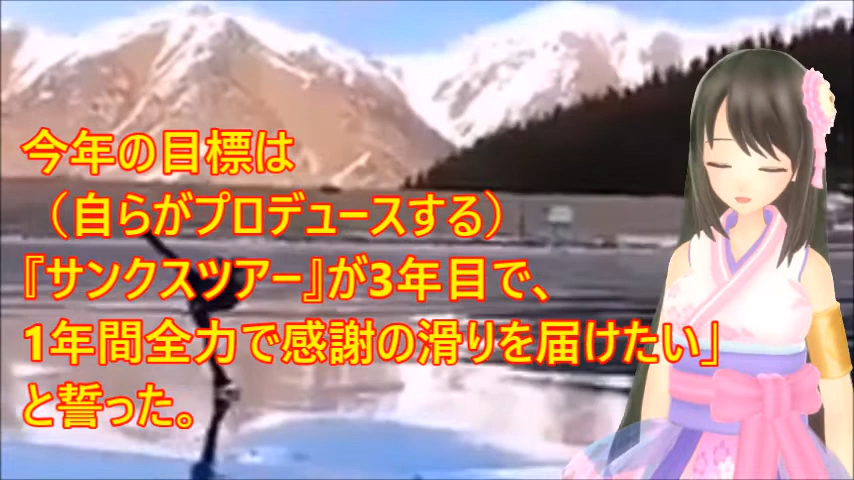 今年の目標は
（自らがプロデュースする）
『サンクスツアー』が3年目で、
1年間全力で感謝の滑りを届けたい」
と誓った。